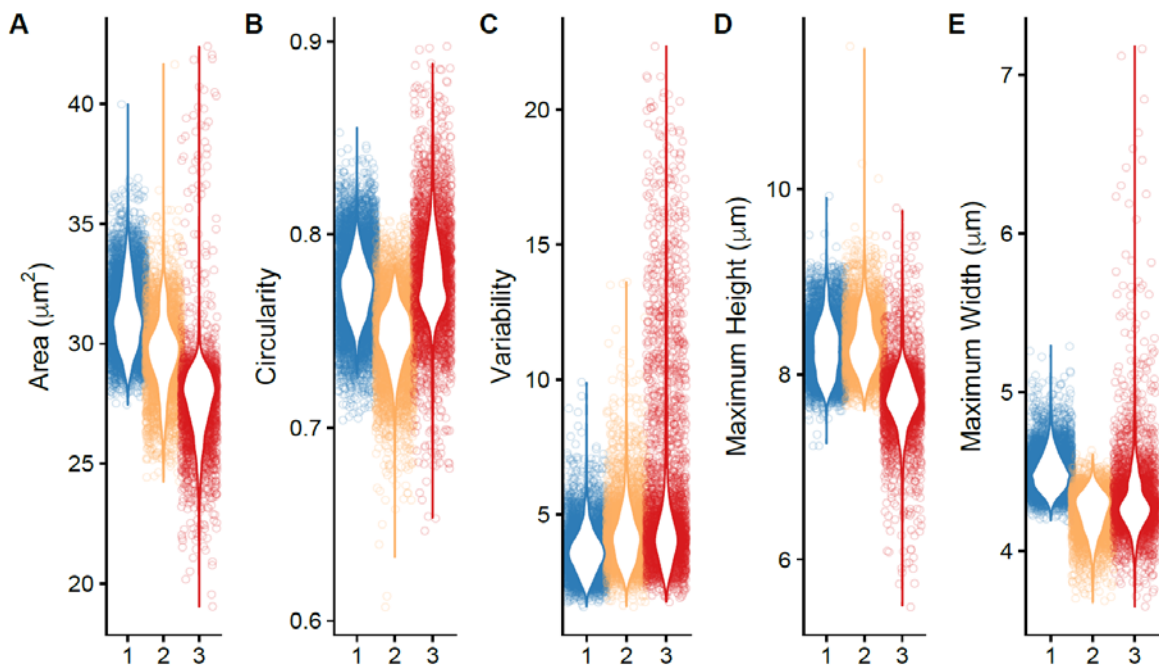 A
Area (μm²)
40
35
30
25
20
1 2 3
B
Circularity
0.9
0.8
0.7
0.6
1 2 3
C
Variability
20
15
10
5
1 2 3
D
Maximum Height (μm)
10
8
6
1 2 3
E
Maximum Width (μm)
7
5
4
1 2 3